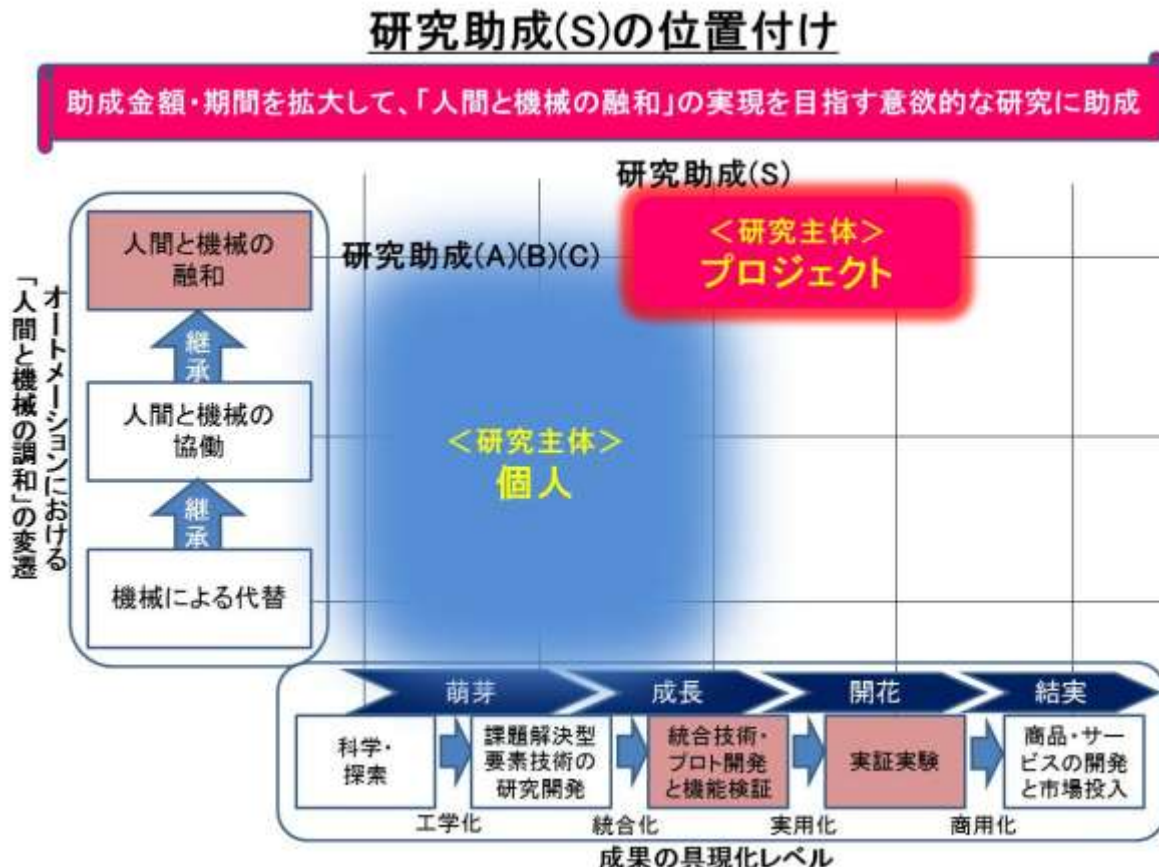 研究助成(S)の位置付け
助成金額・期間を拡大して、「人間と機械の融和」の実現を目指す意欲的な研究に助成
研究助成(S)
<研究主体>
プロジェクト
研究助成(A)(B)(C)
<研究主体>
個人
オートメーションにおける
「人間と機械の調和」の変遷
人間と機械の
融和
継承
人間と機械の
協働
継承
機械による代替
萌芽
成長
開花
結実
科学・
探索
課題解決型
要素技術の
研究開発
統合技術・
プロト開発
と機能検証
実証実験
商品・サー
ビスの開発
と市場投入
工学化
統合化
実用化
商用化
成果の具現化レベル